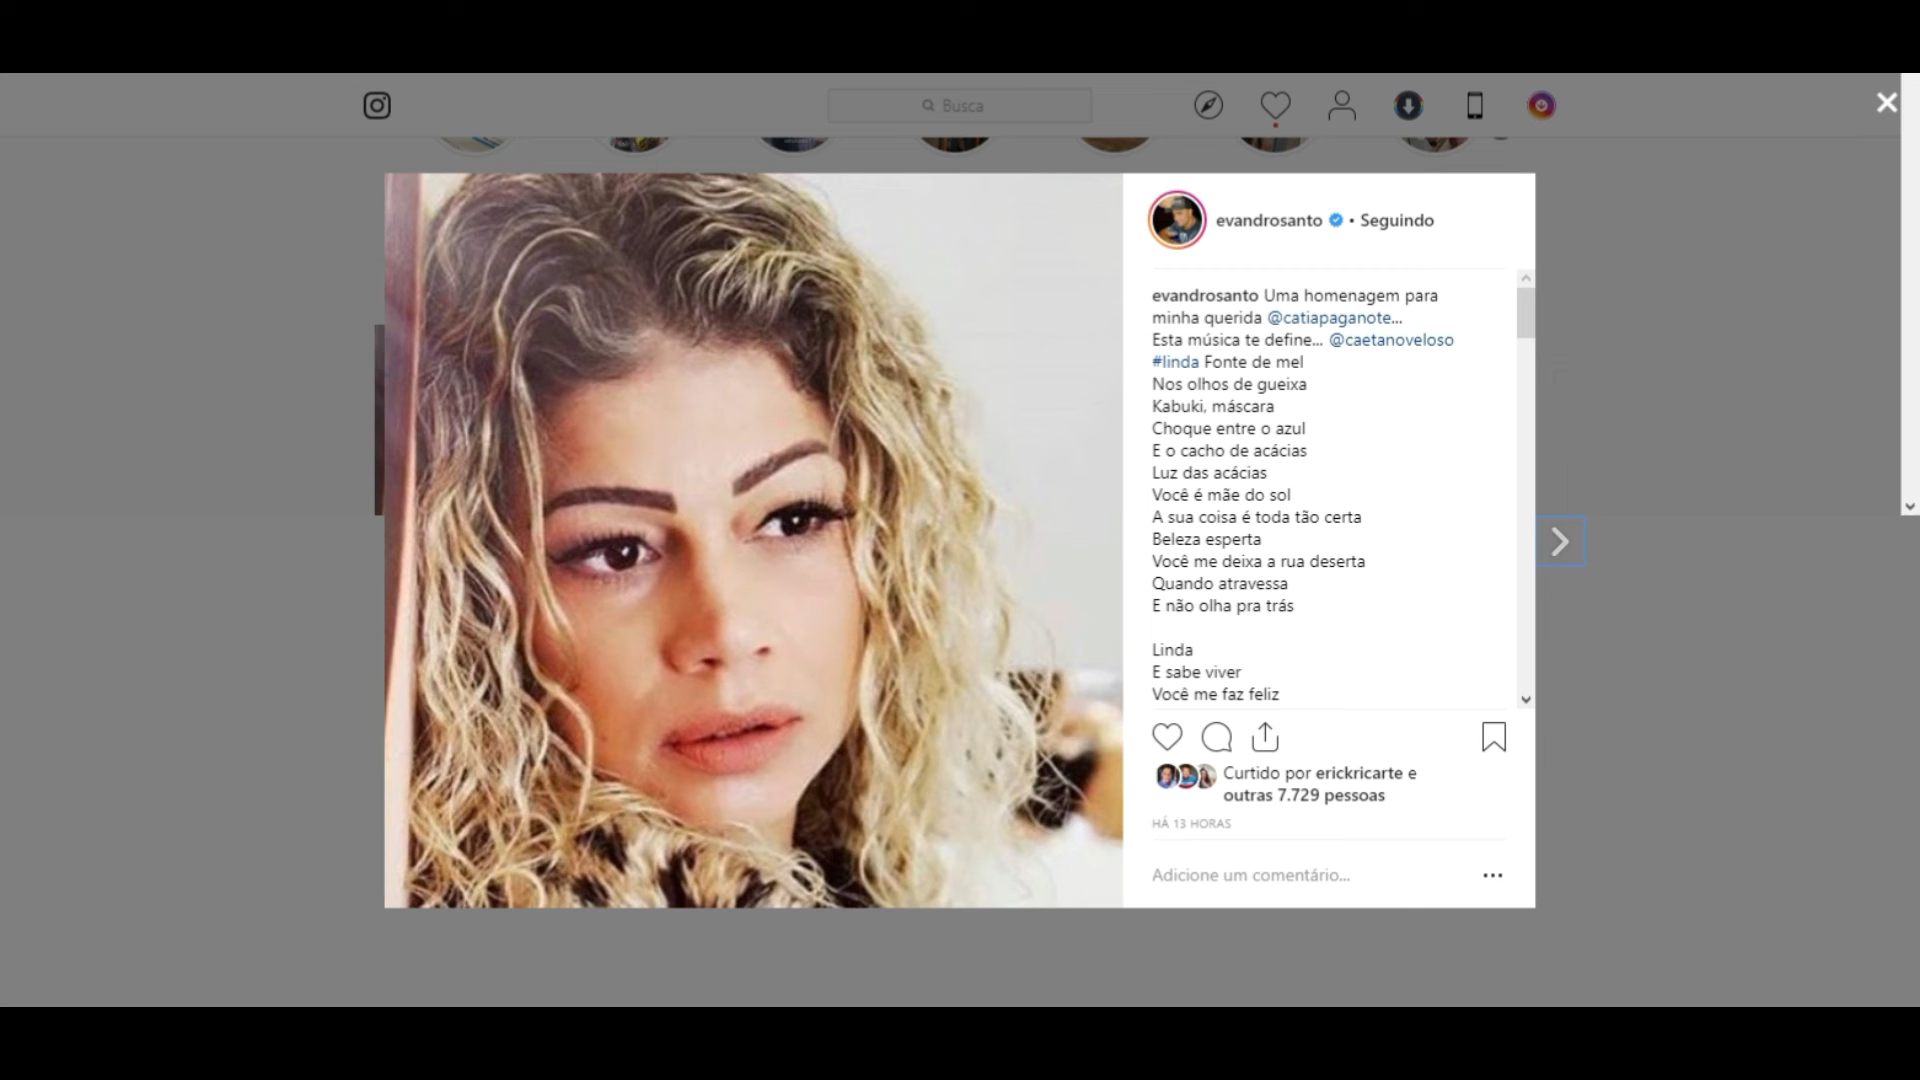 Busca
evandrosanto • Seguindo
evandrosanto Uma homenagem para
minha querida @catiapaganote...
Esta música te define... @caetanoveloso
#linda Fonte de mel
Nos olhos de gueixa
Kabuki, máscara
Choque entre o azul
E o cacho de acácias
Luz das acácias
Você é mãe do sol
A sua coisa é toda tão certa
Beleza esperta
Você me deixa a rua deserta
Quando atravessa
E não olha pra trás
Linda
E sabe viver
Você me faz feliz
Curtido por erickricarte e
outras 7.729 pessoas
HÁ 13 HORAS
Adicione um comentário...